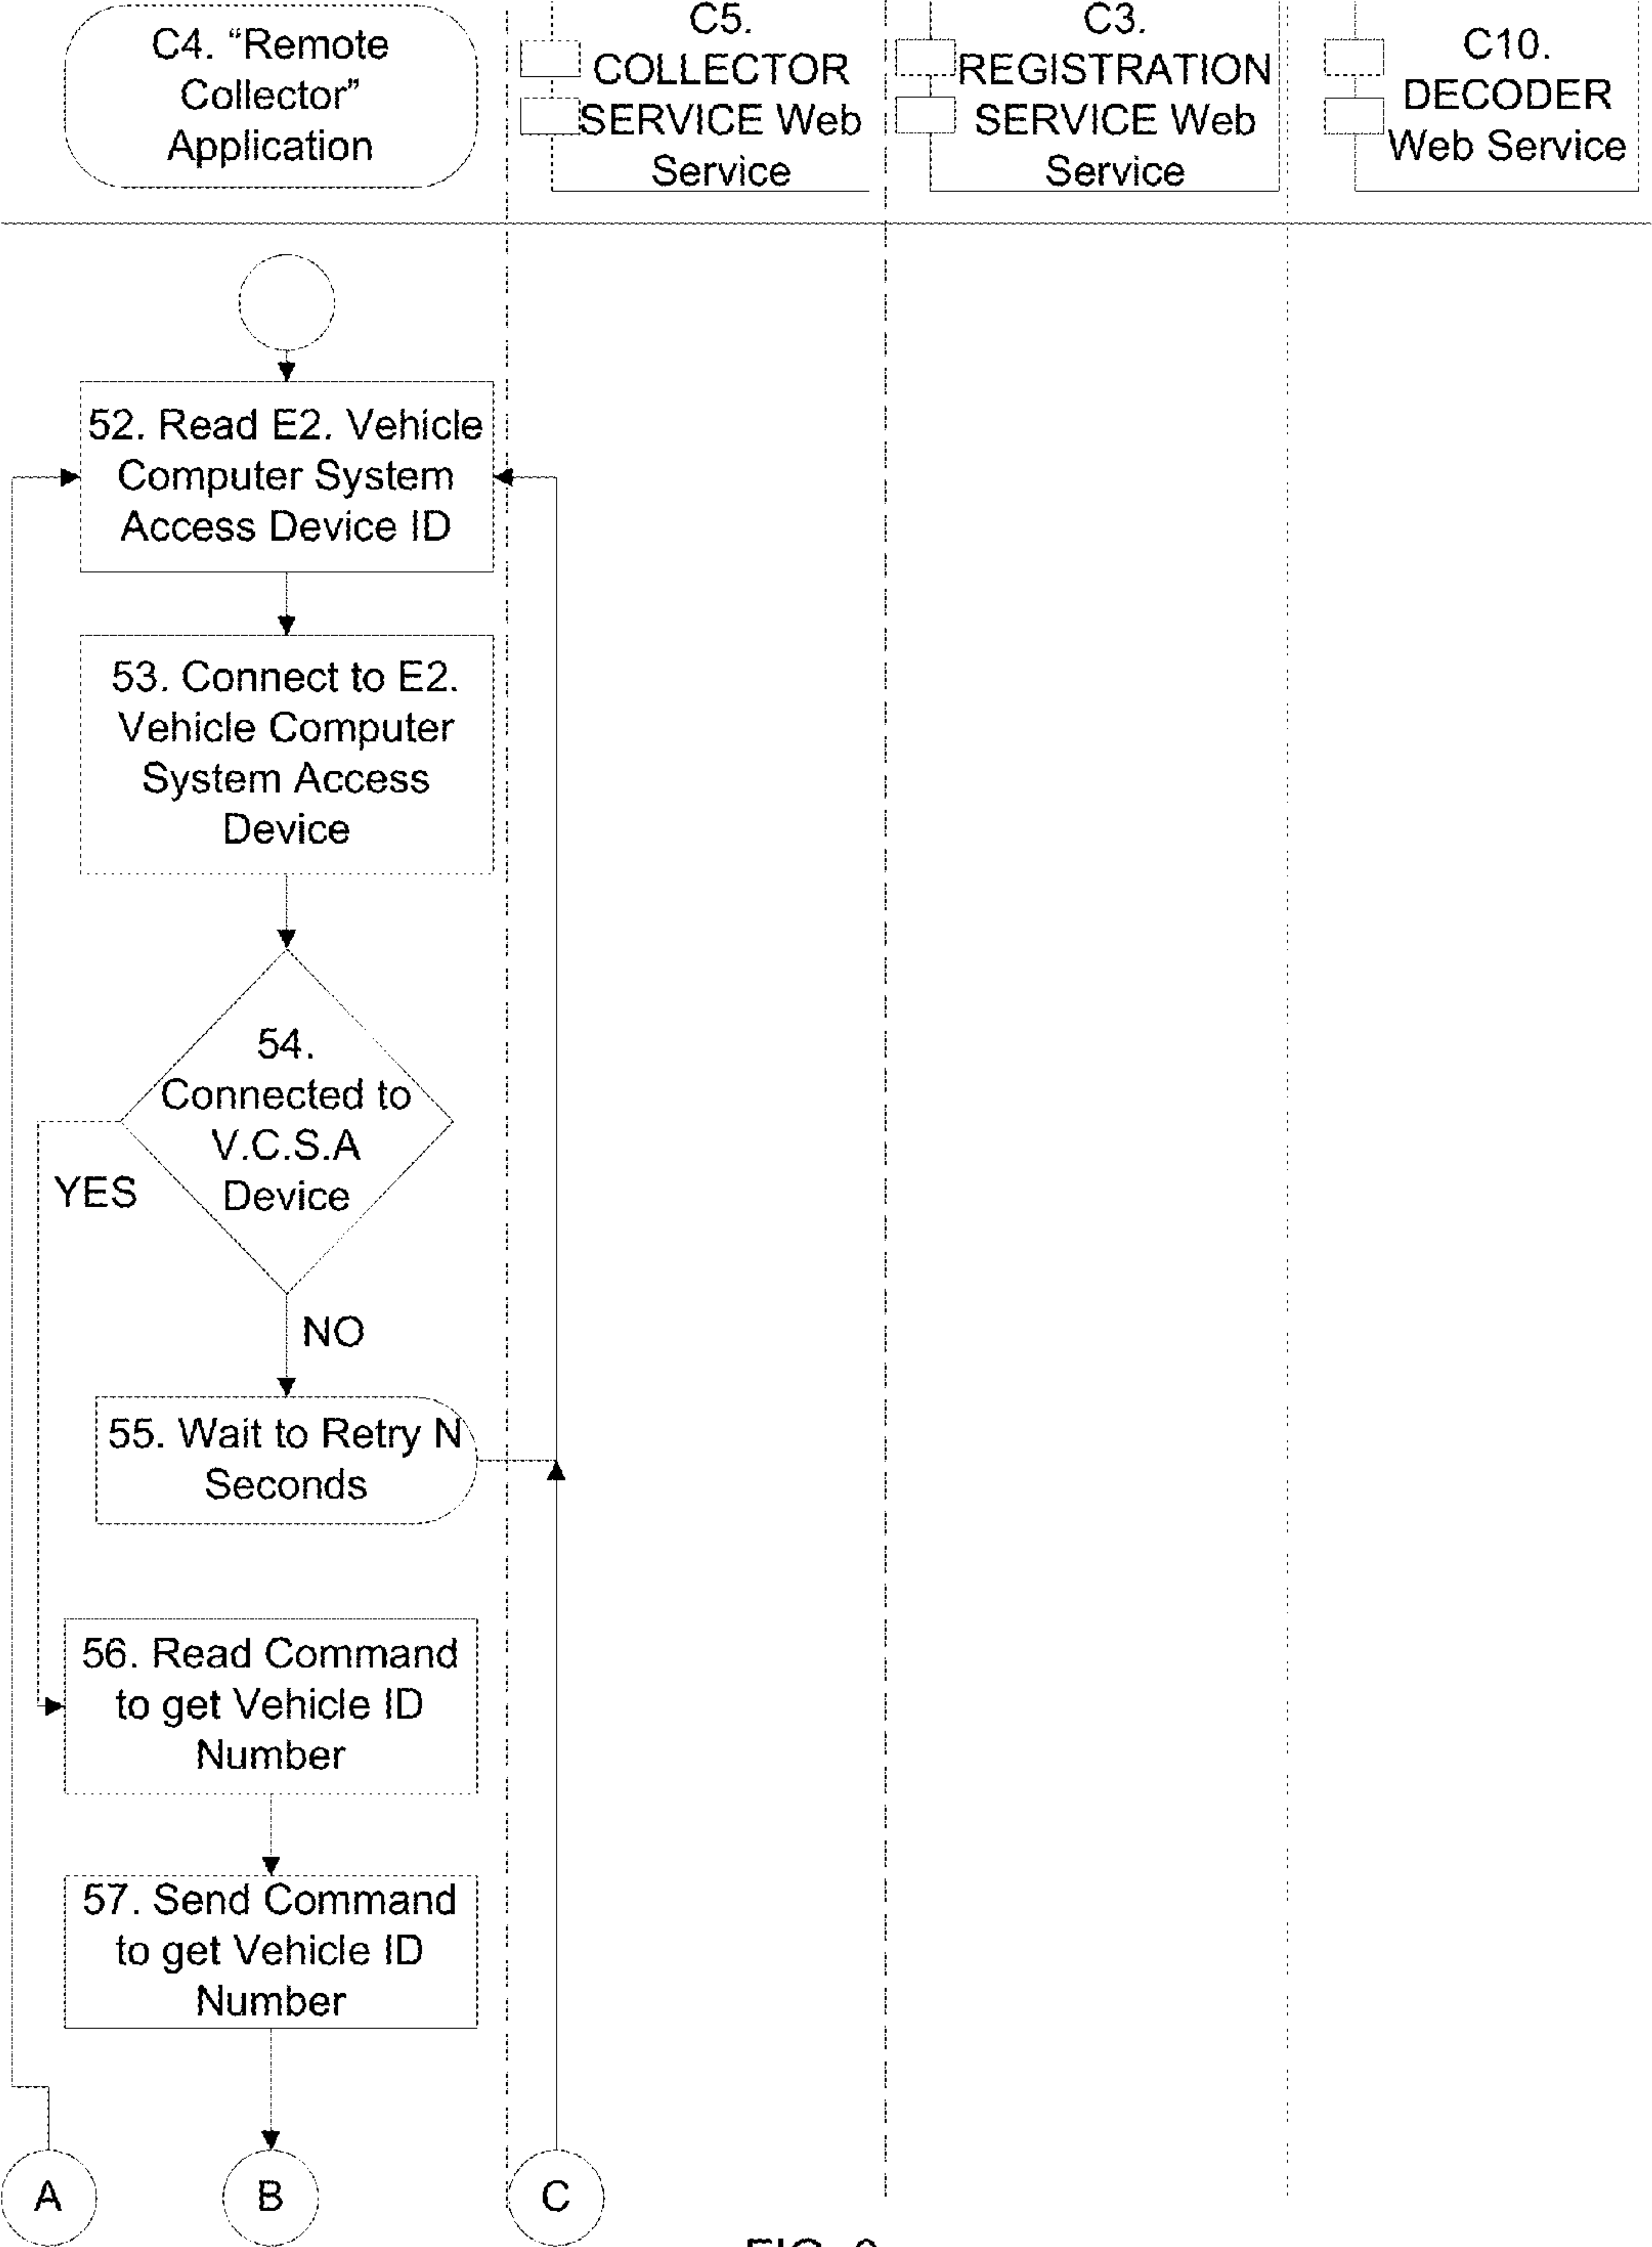 C4. “Remote
Collector”
Application
C5.
COLLECTOR
SERVICE Web
Service
C3.
REGISTRATION
SERVICE Web
Service
C10.
DECODER
Web Service
52. Read E2. Vehicle
Computer System
Access Device ID
53. Connect to E2.
Vehicle Computer
System Access
Device
54.
Connected to
V.C.S.A
Device
YES
NO
55. Wait to Retry N
Seconds
56. Read Command
to get Vehicle ID
Number
57. Send Command
to get Vehicle ID
Number
A
B
C
FIG.